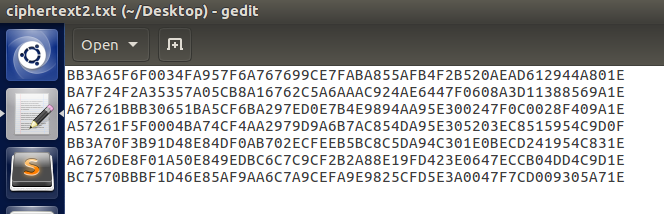 ciphertext2.txt (~/Desktop) - gedit
Open
BB3A65F6F0034FA957F6A767699CE7FABA855AFB4F2B520AEAD612944A801E
BA7F24F2A35357A05CB8A16762C5A6AAAC924AE6447F0608A3D11388569A1E
A67261BBB30651BA5CF6BA297ED0E7B4E9894AA95E300247F0C0028F409A1E
A57261F5F0004BA74CF4AA2979D9A6B7AC854DA95E305203EC8515954C9D0F
BB3A70F3B91D48E84DF0AB702ECFEEB5BC8C5DA94C301E0BECD241954C831E
A6726DE8F01A50E849EDBC6C7C9CF2B2A88E19FD423E0647ECCB04DD4C9D1E
BC7570BBBF1D46E85AF9AA6C7A9CEFA9E9825CFD5E3A0047F7CD009305A71E
S